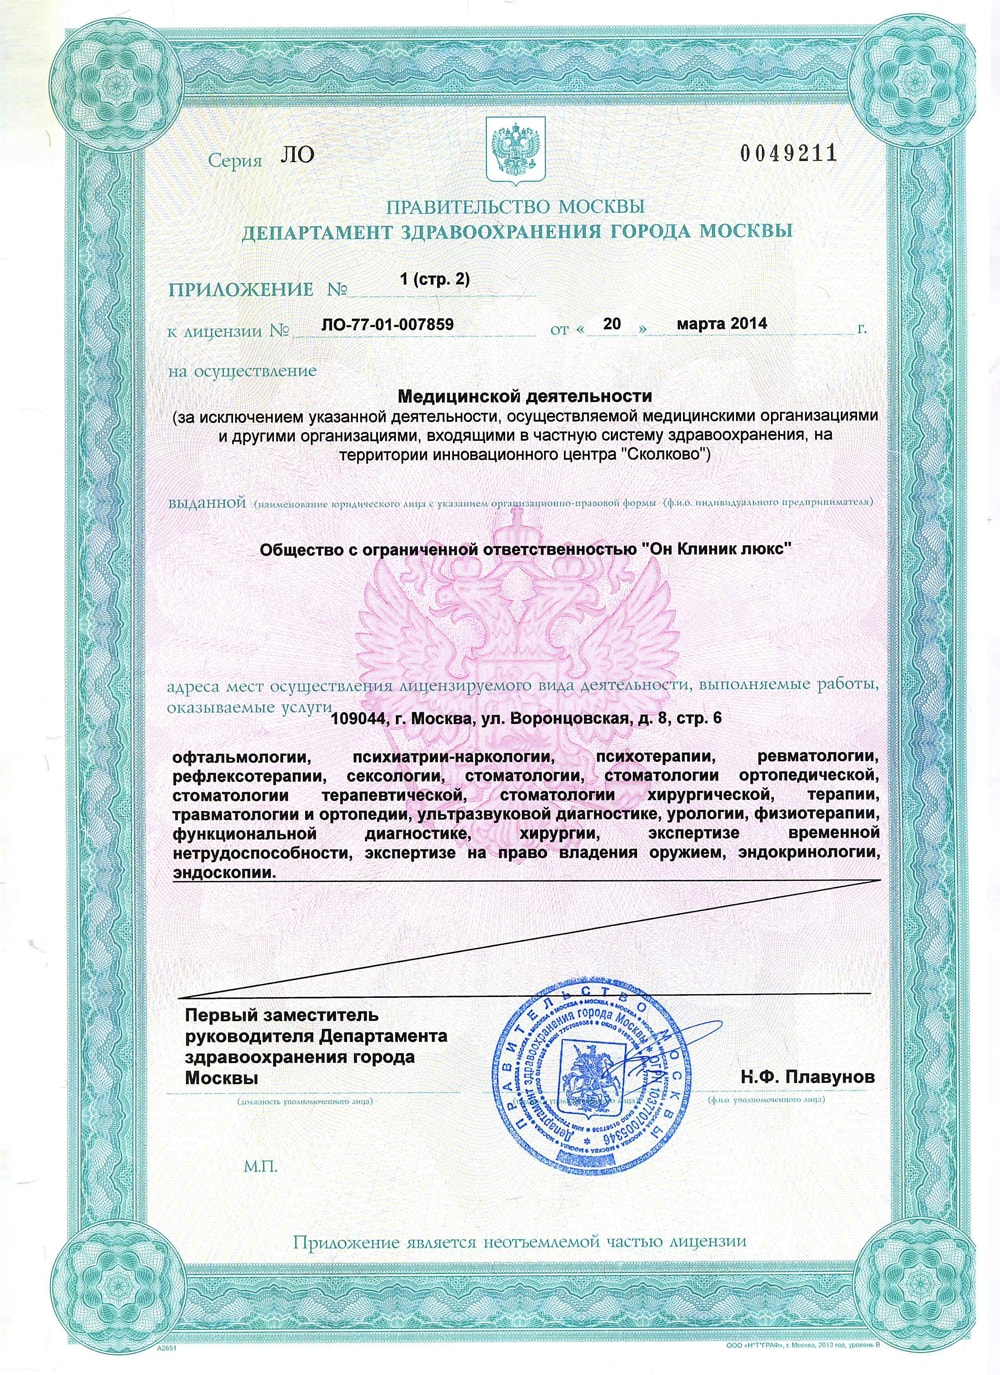 Серия ЛО 0049211
ПРАВИТЕЛЬСТВО МОСКВЫ
ДЕПАРТАМЕНТ ЗДРАВООХРАНЕНИЯ ГОРОДА МОСКВЫ
ПРИЛОЖЕНИЕ № 1 (стр. 2)
к лицензии № ЛО-77-01-007859 от « 20 » марта 2014 г.
на осуществление
Медицинской деятельности
(за исключением указанной деятельности, осуществляемой медицинскими организациями
и другими организациями, входящими в частную систему здравоохранения, на
территории инновационного центра "Сколково")
выданной (наименование юридического лица с указанием организационно-правовой формы (ф.и.о. индивидуального предпринимателя)
Общество с ограниченной ответственностью "Он Клиник люкс"
адреса мест осуществления лицензируемого вида деятельности, выполняемые работы,
оказываемые услуги
109044, г. Москва, ул. Воронцовская, д. 8, стр. 6
офтальмологии, психиатрии-наркологии, психотерапии, ревматологии,
рефлексотерапии, сексологии, стоматологии, стоматологии ортопедической,
стоматологии терапевтической, стоматологии хирургической, терапии,
травматологии и ортопедии, ультразвуковой диагностике, урологии, физиотерапии,
функциональной диагностике, хирургии, экспертизе временной
нетрудоспособности, экспертизе на право владения оружием, эндокринологии,
эндоскопии.
Первый заместитель
руководителя Департамента
здравоохранения города
Москвы
Н.Ф. Плавунов
(должность уполномоченного лица)
(ф.и.о. уполномоченного лица)
ПРАВИТЕЛЬСТВО МОСКВЫ
Департамент здравоохранения города Москвы * ОГРН 1037707005346 *
М.П.
Приложение является неотъемлемой частью лицензии
А2651
ООО «Н"Т"ГРАФ», г. Москва, 2013 год, уровень В